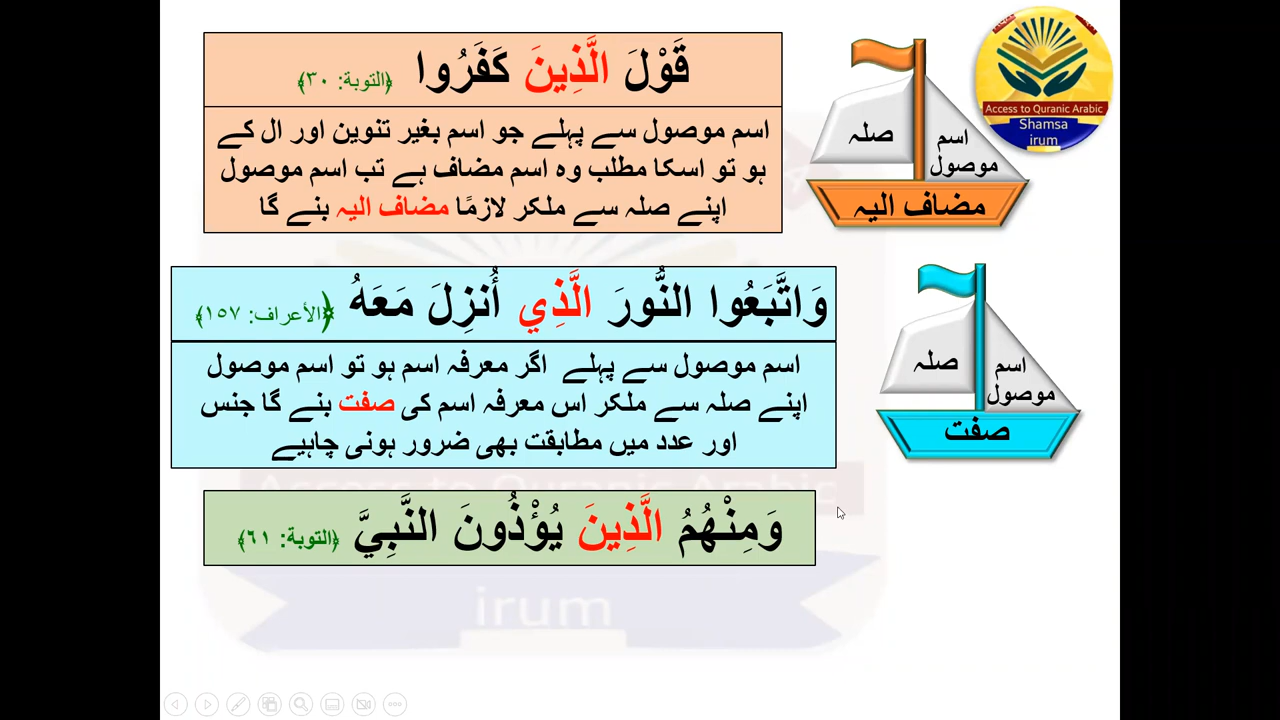 قَوْلَ الَّذِينَ كَفَرُوا ﴿التوبة: ٣٠﴾
اسم موصول سے پہلے جو اسم بغیر تنوین اور ال کے
ہو تو اسکا مطلب وہ اسم مضاف ہے تب اسم موصول
اپنے صلہ سے ملکر لازمًا مضاف الیہ بنے گا
صلہ
اسم
موصول
مضاف الیہ
Access to Quranic Arabic
Shamsa
irum
وَاتَّبَعُوا النُّورَ الَّذِي أُنزِلَ مَعَهُ ﴿الأعراف: ١٥٧﴾
اسم موصول سے پہلے اگر معرفہ اسم ہو تو اسم موصول
اپنے صلہ سے ملکر اس معرفہ اسم کی صفت بنے گا جنس
اور عدد میں مطابقت بھی ضرور ہونی چاہیے
صلہ
اسم
موصول
صفت
وَمِنْهُمُ الَّذِينَ يُؤْذُونَ النَّبِيَّ ﴿التوبة: ٦١﴾
Access to Quranic Arabic
irum